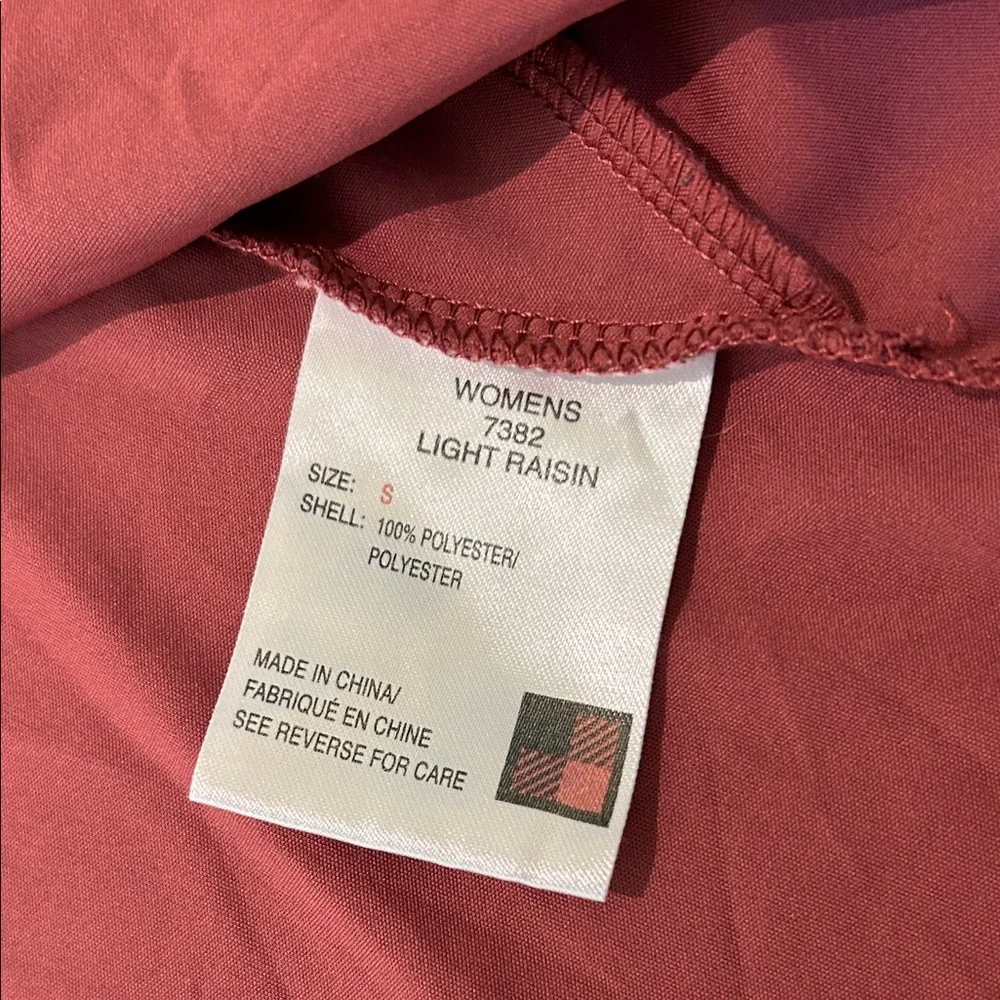 WOMENS
7382
LIGHT RAISIN
SIZE: S
SHELL: 100% POLYESTER/
POLYESTER
MADE IN CHINA/
FABRIQUÉ EN CHINE
SEE REVERSE FOR CARE